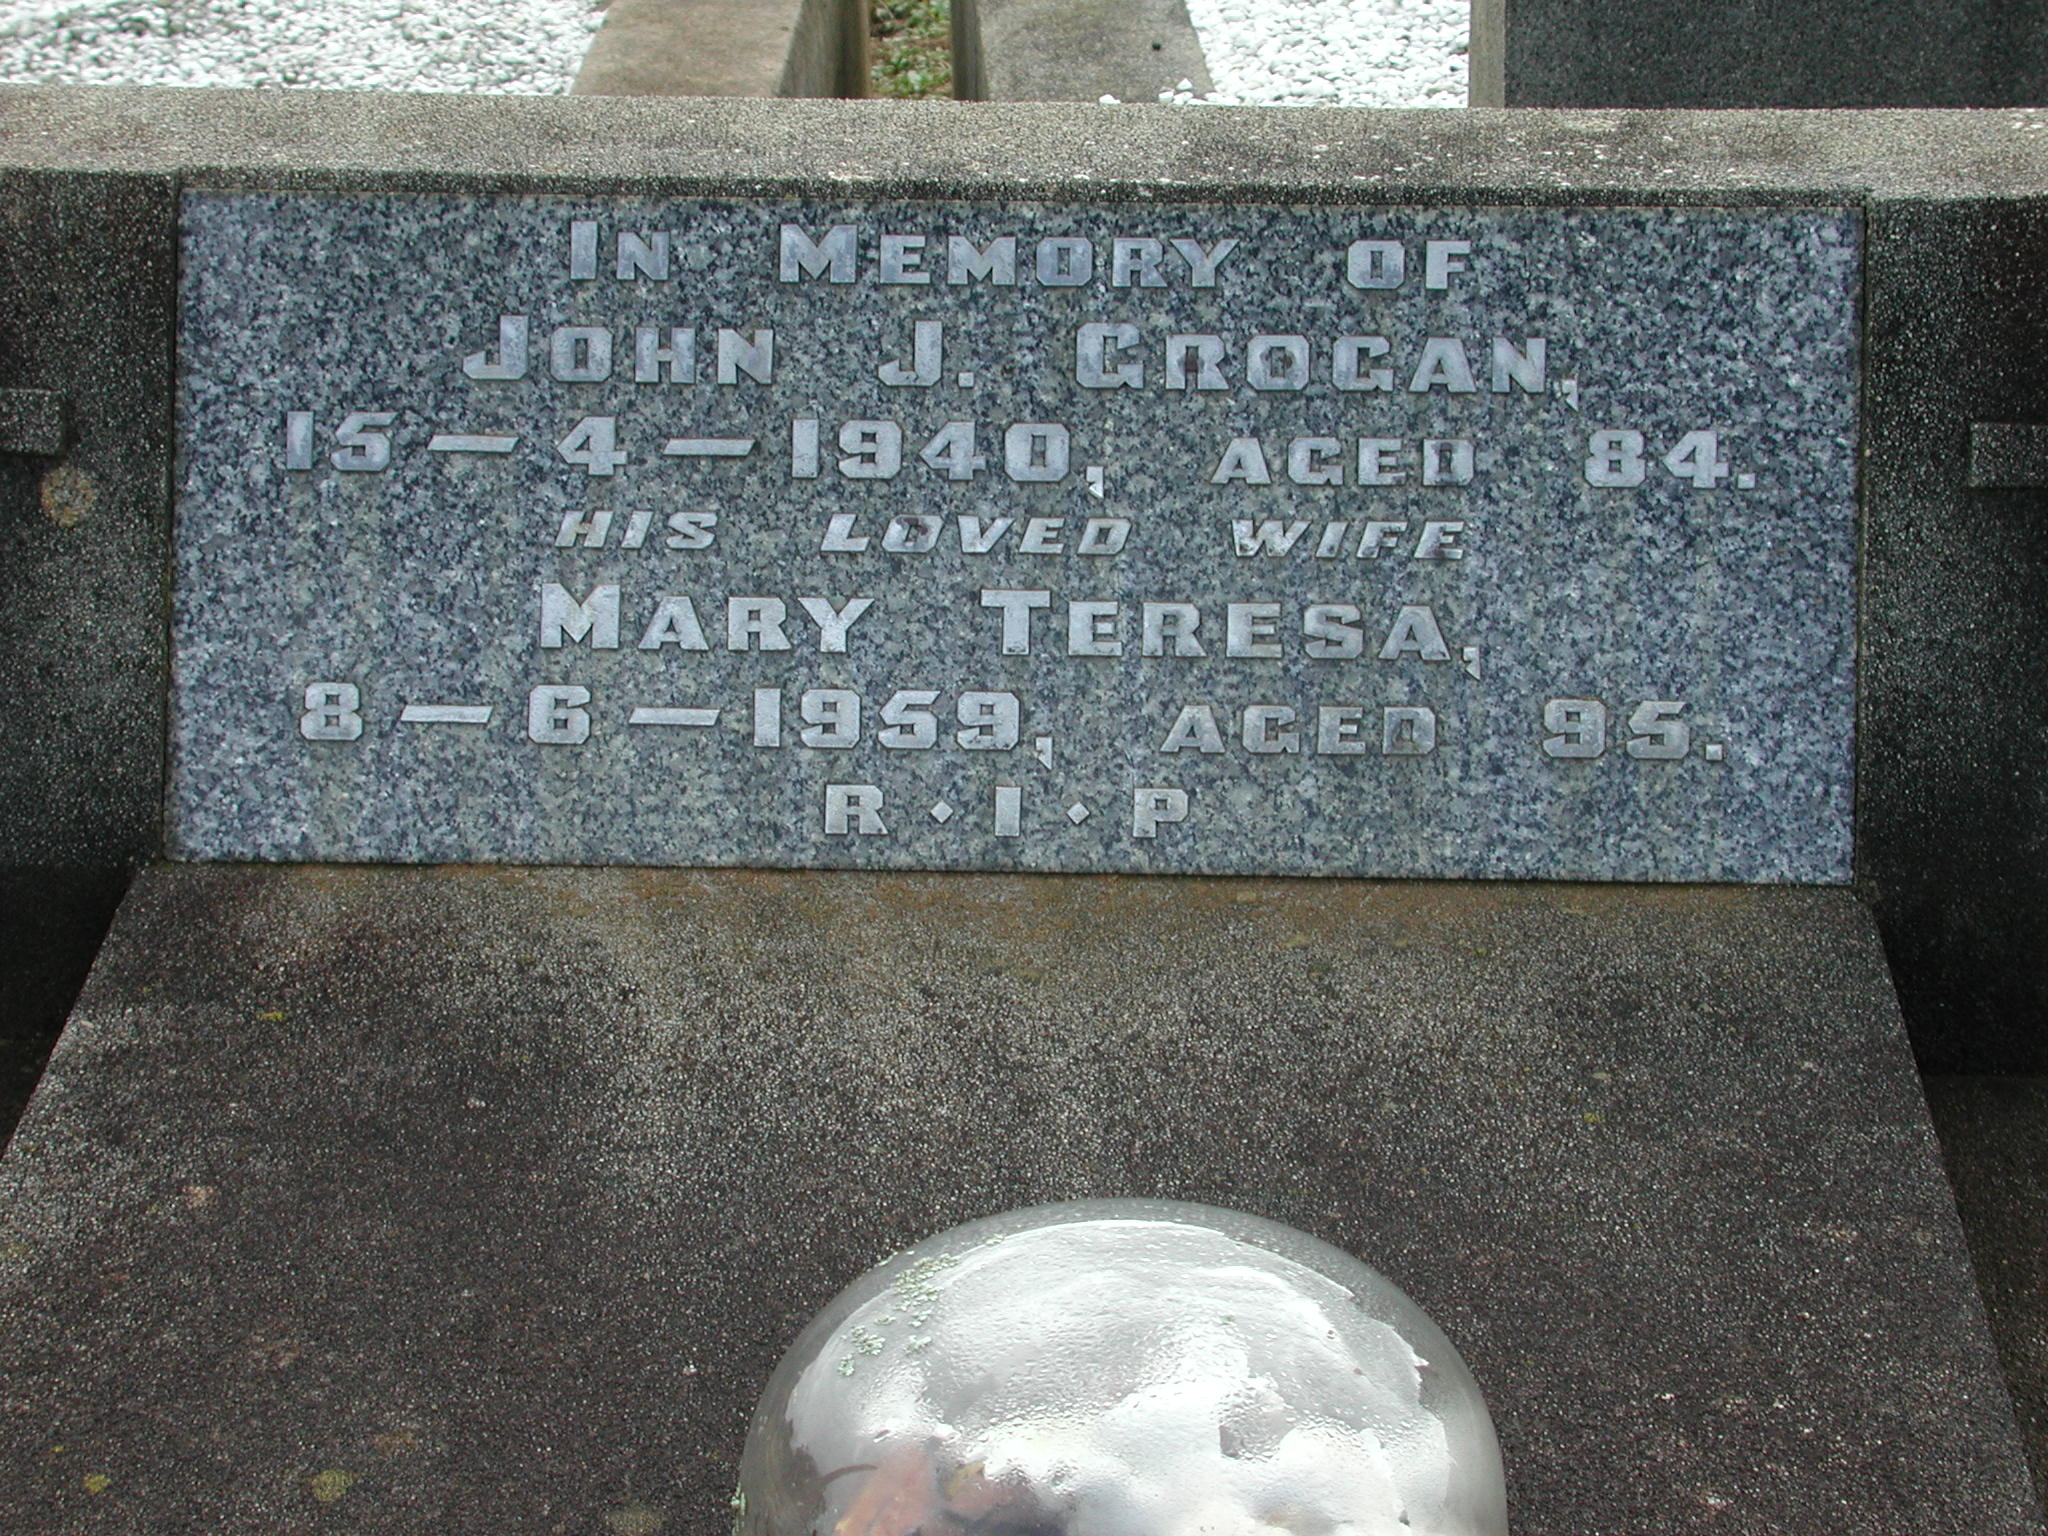 IN MEMORY OF
JOHN J. GROGAN,
15—4—1940, AGED 84.
HIS LOVED WIFE
MARY TERESA,
8—6—1959, AGED 95.
R·I·P